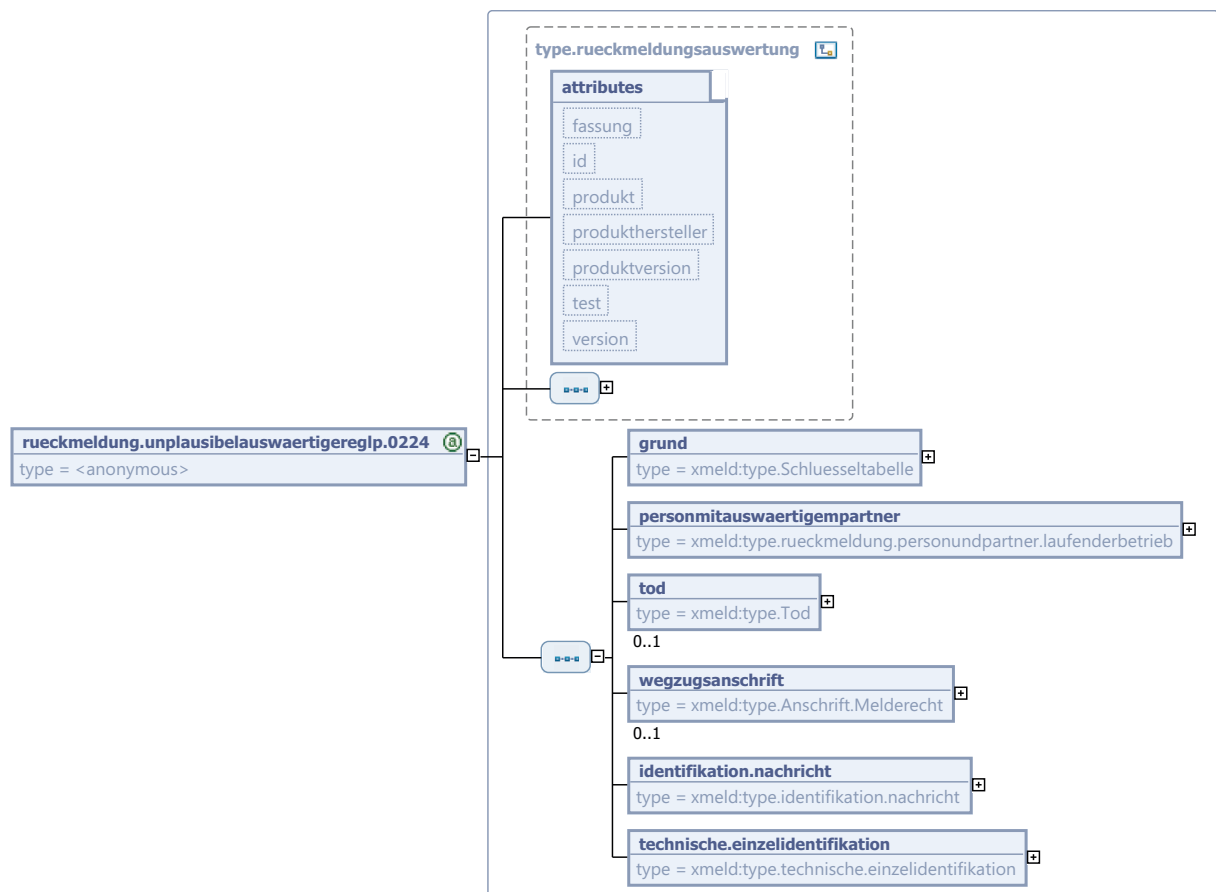 type.rueckmeldungsauswertung
attributes
fassung
id
produkt
produkthersteller
produktversion
test
version
rueckmeldung.unplausibelauswaertigereglp.0224
type = <anonymous>
grund
type = xmeld:type.Schluesseltabelle
personmitauswaertigempartner
type = xmeld:type.rueckmeldung.personundpartner.laufenderbetrieb
tod
type = xmeld:type.Tod
0..1
wegzugsanschrift
type = xmeld:type.Anschrift.Melderecht
0..1
identifikation.nachricht
type = xmeld:type.identifikation.nachricht
technische.einzelidentifikation
type = xmeld:type.technische.einzelidentifikation